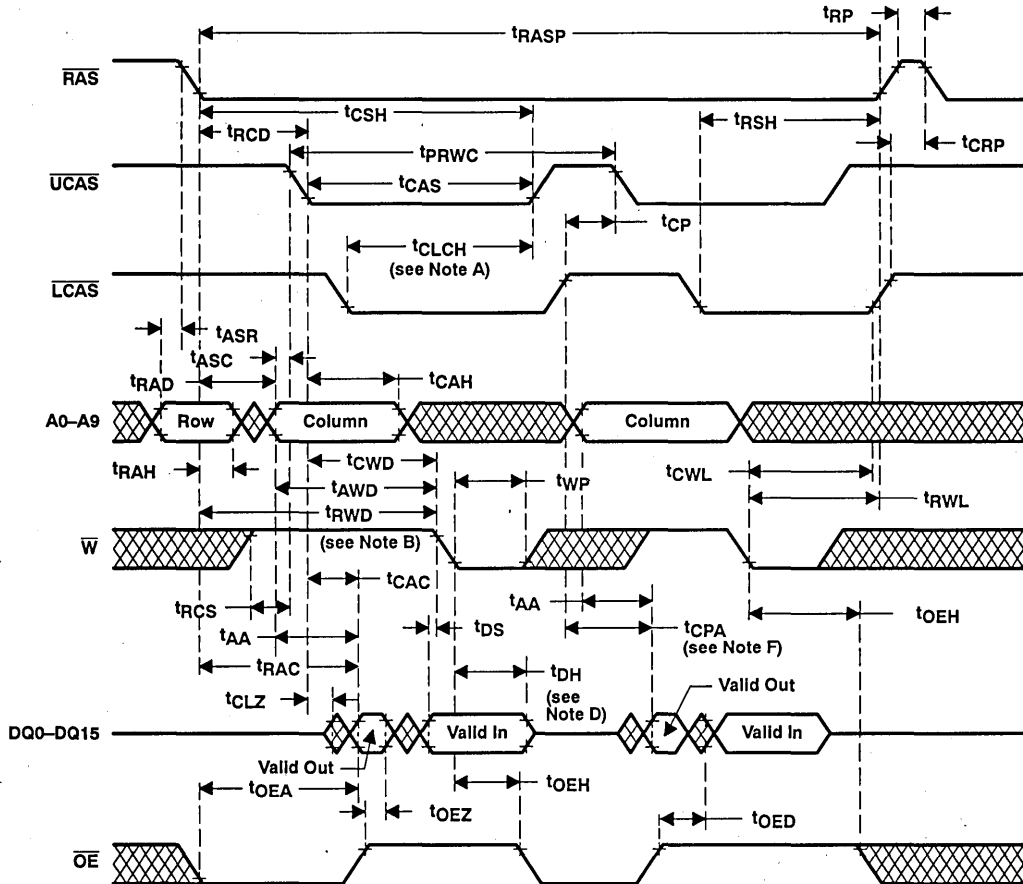 tRP
tRASP
RAS
tCSH
tRCD
tRSH
tPRWC
tCRP
UCAS
tCAS
tCP
tCLCH
(see Note A)
LCAS
tASR
tASC
tRAD
tCAH
A0–A9
Row
Column
Column
tRAH
tCWD
tWP
tCWL
tAWD
tRWL
tRWD
(see Note B)
W
tCAC
tAA
tRCS
tDS
tCPA
(see Note F)
tOEH
tAA
tRAC
tDH
(see
Note D)
Valid Out
tCLZ
DQ0–DQ15
Valid In
Valid In
Valid Out
tOEA
tOEH
tOEZ
tOED
OE